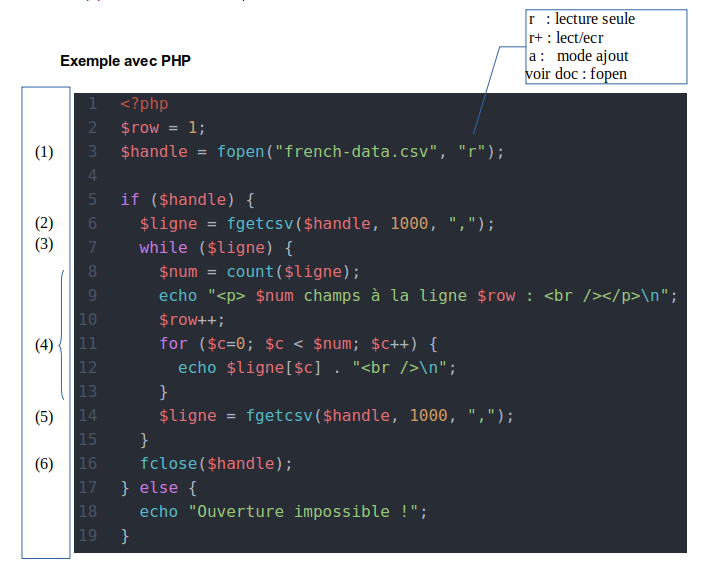 r : lecture seule
r+ : lect/ecr
a : mode ajout
voir doc : fopen
Exemple avec PHP
1 <?php
2 $row = 1;
(1) 3 $handle = fopen("french-data.csv", "r");
4
5 if ($handle) {
(2) 6 $ligne = fgetcsv($handle, 1000, ",");
(3) 7 while ($ligne) {
8 $num = count($ligne);
9 echo "<p> $num champs à la ligne $row : <br /></p>\n";
10 $row++;
(4) 11 for ($c=0; $c < $num; $c++) {
12 echo $ligne[$c] . "<br />\n";
13 }
(5) 14 $ligne = fgetcsv($handle, 1000, ",");
15 }
(6) 16 fclose($handle);
17 } else {
18 echo "Ouverture impossible !";
19 }